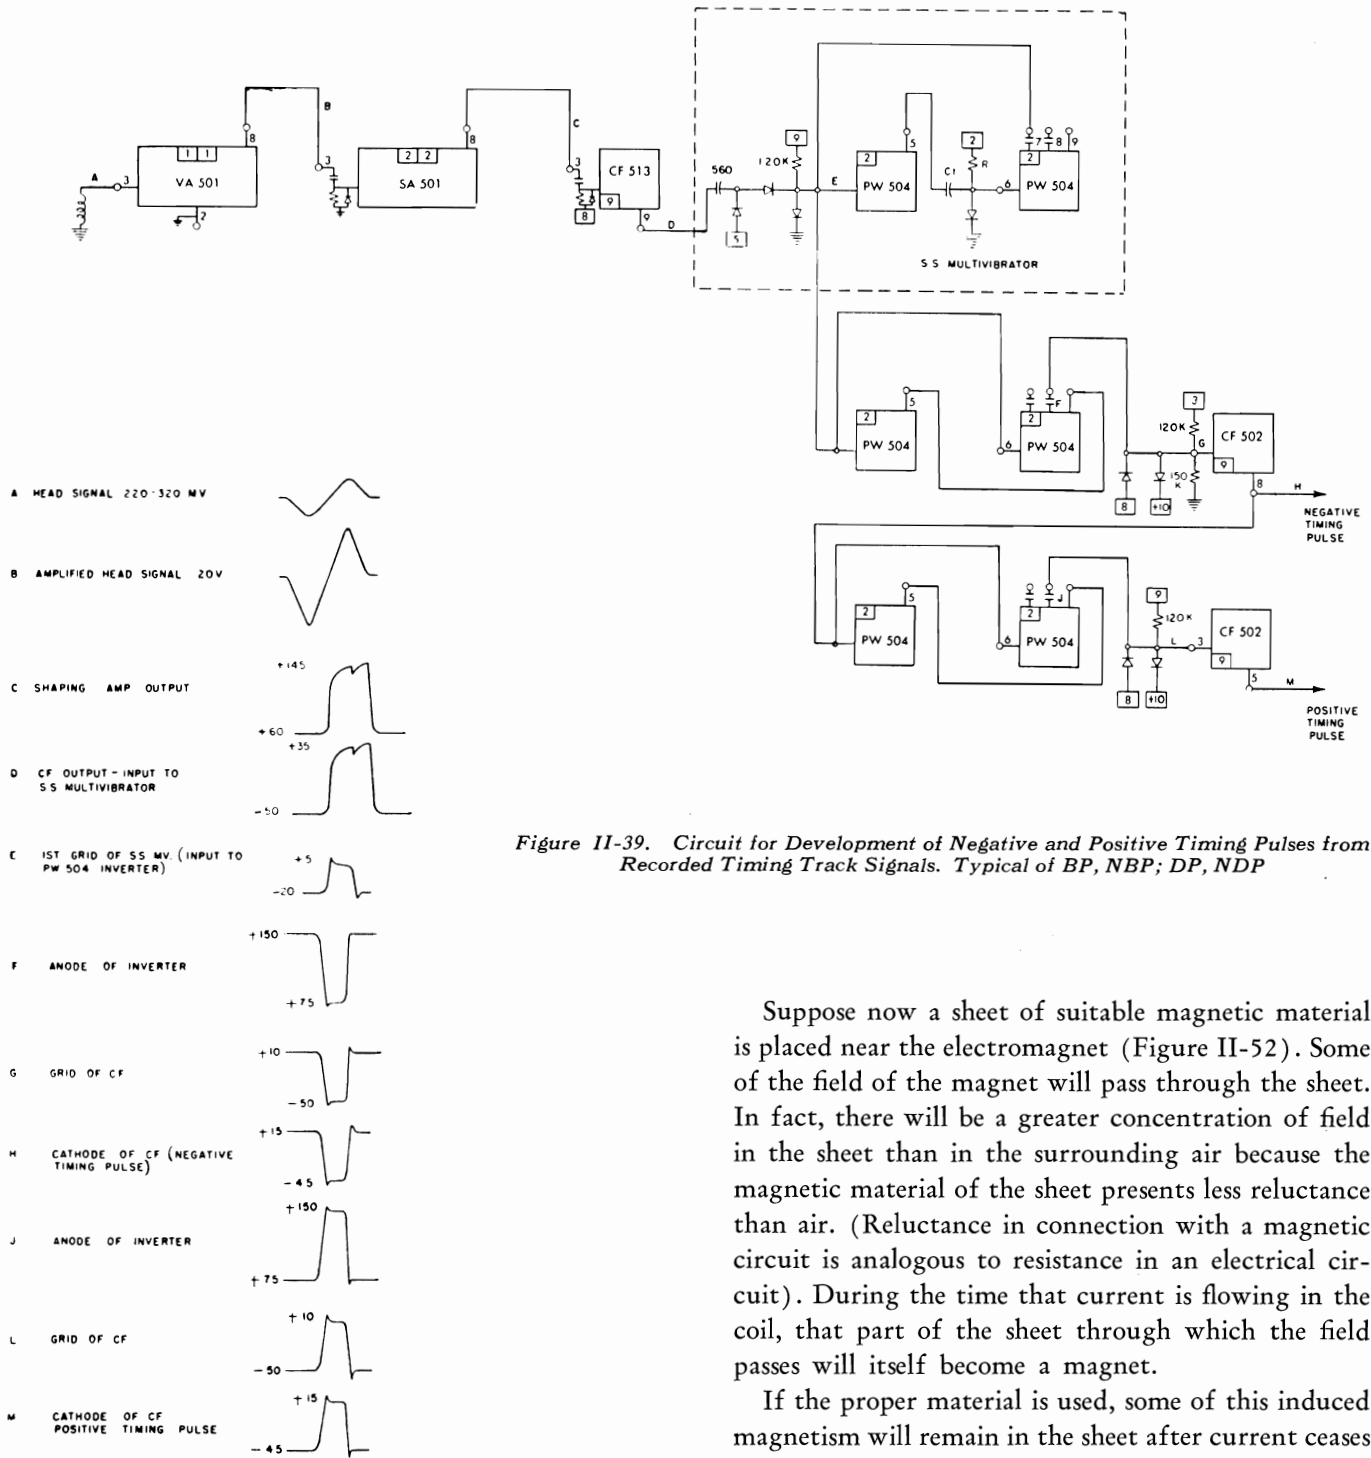 A
3
1 1
VA 501
2
8
B
3
2 2
SA 501
8
C
3
CF 513
9
8
9
D
560
5
9
120K
E
2
PW 504
5
C1
2
R
6
7 8 9
2
PW 504
S S MULTIVIBRATOR
2
PW 504
5
6
F
2
PW 504
8
+10
3
120K
G
150
K
CF 502
9
8
H
NEGATIVE
TIMING
PULSE
2
PW 504
5
6
J
2
PW 504
8
+10
9
120K
L
3
CF 502
9
5
M
POSITIVE
TIMING
PULSE
A HEAD SIGNAL 220-320 MV
B AMPLIFIED HEAD SIGNAL 20V
C SHAPING AMP OUTPUT
+145
+60
D CF OUTPUT - INPUT TO
S S MULTIVIBRATOR
+35
-50
E 1ST GRID OF SS MV. (INPUT TO
PW 504 INVERTER)
+5
-20
F ANODE OF INVERTER
+150
+75
G GRID OF CF
+10
-50
H CATHODE OF CF (NEGATIVE
TIMING PULSE)
+15
-45
J ANODE OF INVERTER
+150
+75
L GRID OF CF
+10
-50
M CATHODE OF CF
POSITIVE TIMING PULSE
+15
-45
Figure II-39. Circuit for Development of Negative and Positive Timing Pulses from
Recorded Timing Track Signals. Typical of BP, NBP; DP, NDP
Suppose now a sheet of suitable magnetic material
is placed near the electromagnet (Figure II-52). Some
of the field of the magnet will pass through the sheet.
In fact, there will be a greater concentration of field
in the sheet than in the surrounding air because the
magnetic material of the sheet presents less reluctance
than air. (Reluctance in connection with a magnetic
circuit is analogous to resistance in an electrical cir-
cuit). During the time that current is flowing in the
coil, that part of the sheet through which the field
passes will itself become a magnet.
If the proper material is used, some of this induced
magnetism will remain in the sheet after current ceases